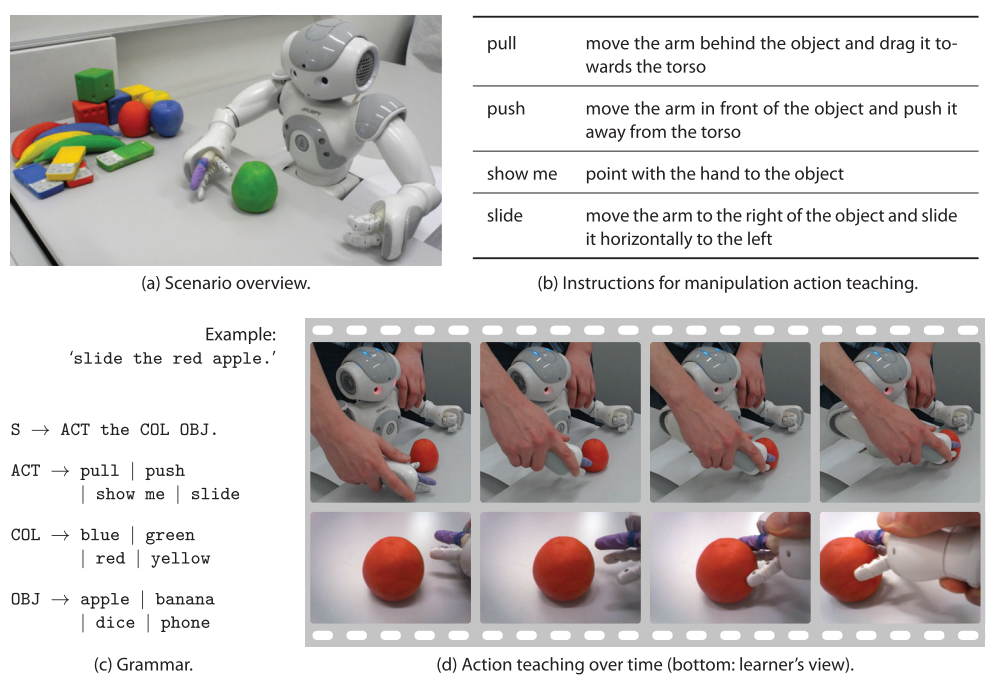 pull move the arm behind the object and drag it to-
wards the torso
push move the arm in front of the object and push it
away from the torso
show me point with the hand to the object
slide move the arm to the right of the object and slide
it horizontally to the left
(a) Scenario overview.
(b) Instructions for manipulation action teaching.
Example:
‘slide the red apple.’
S → ACT the COL OBJ.
ACT → pull | push
| show me | slide
COL → blue | green
| red | yellow
OBJ → apple | banana
| dice | phone
(c) Grammar.
(d) Action teaching over time (bottom: learner’s view).